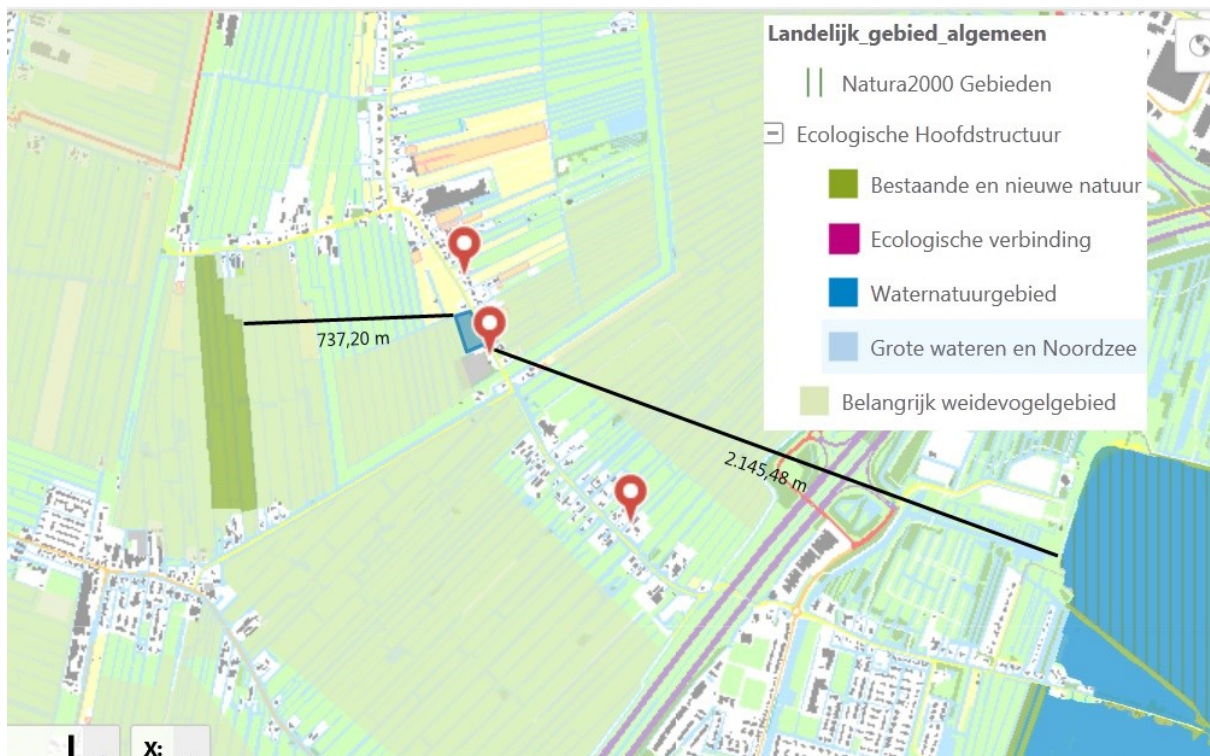 Landelijk_gebied_algemeen
Natura2000 Gebieden
Ecologische Hoofdstructuur
Bestaande en nieuwe natuur
Ecologische verbinding
Waternatuurgebied
Grote wateren en Noordzee
Belangrijk weidevogelgebied
737,20 m
2.145,48 m
X: